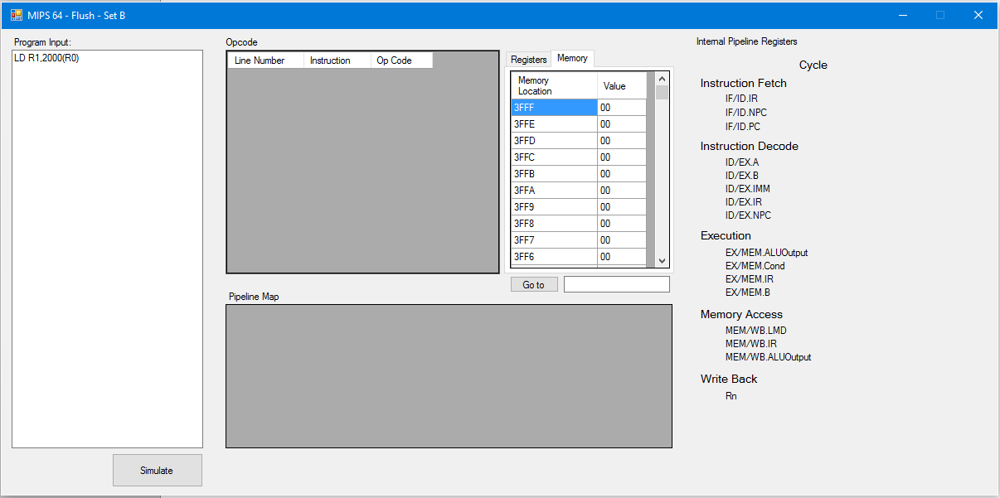 MIPS 64 - Flush - Set B
Program Input:
LD R1,2000(R0)
Simulate
Opcode
Line Number Instruction Op Code
Registers Memory
Memory Location Value
3FFF 00
3FFE 00
3FFD 00
3FFC 00
3FFB 00
3FFA 00
3FF9 00
3FF8 00
3FF7 00
3FF6 00
Go to
Pipeline Map
Internal Pipeline Registers
Cycle
Instruction Fetch
IF/ID.IR
IF/ID.NPC
IF/ID.PC
Instruction Decode
ID/EX.A
ID/EX.B
ID/EX.IMM
ID/EX.IR
ID/EX.NPC
Execution
EX/MEM.ALUOutput
EX/MEM.Cond
EX/MEM.IR
EX/MEM.B
Memory Access
MEM/WB.LMD
MEM/WB.IR
MEM/WB.ALUOutput
Write Back
Rn